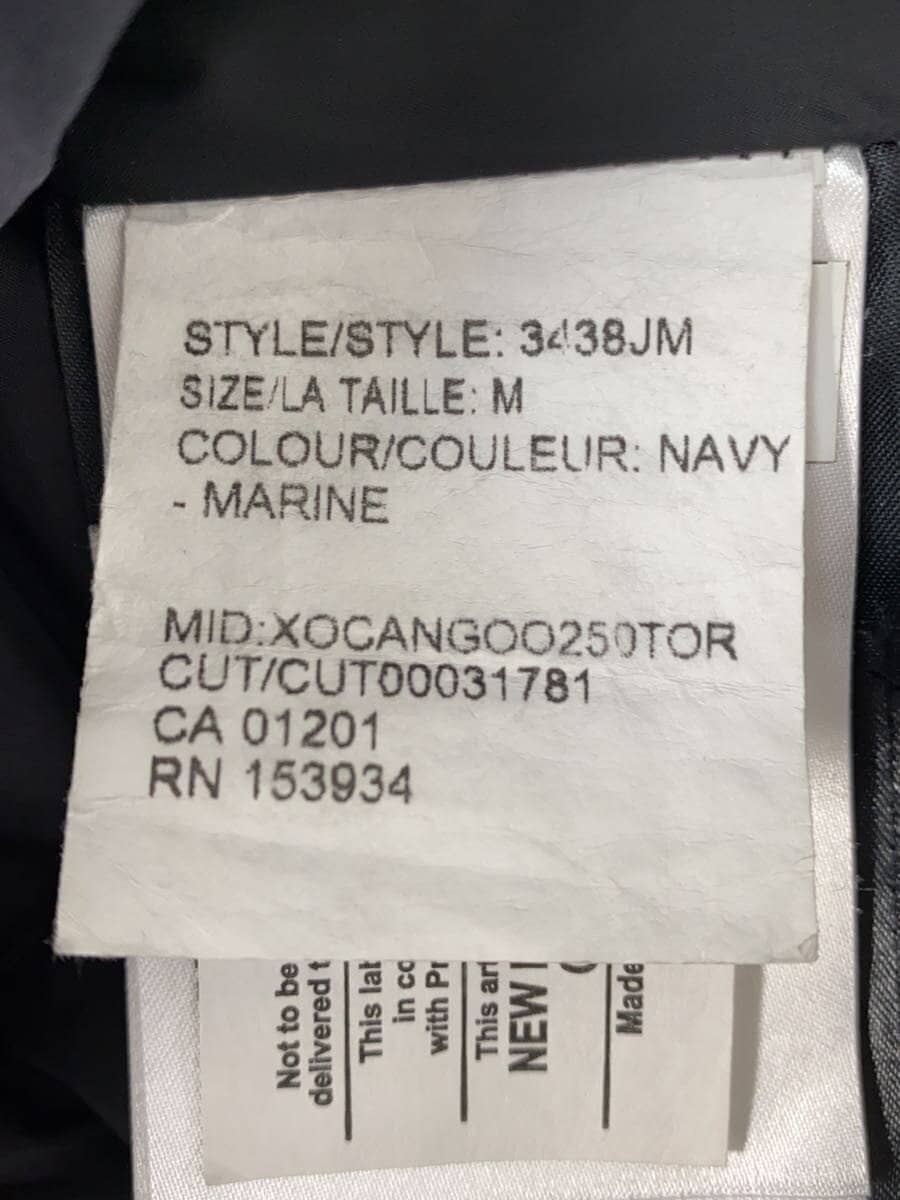 STYLE/STYLE: 3438JM
SIZE/LA TAILLE: M
COLOUR/COULEUR: NAVY
- MARINE
MID:XOCANGOO250TOR
CUT/CUT00031781
CA 01201
RN 153934
Not to be
delivered t
This lab
in co
with Pr
This art
NEW
Made